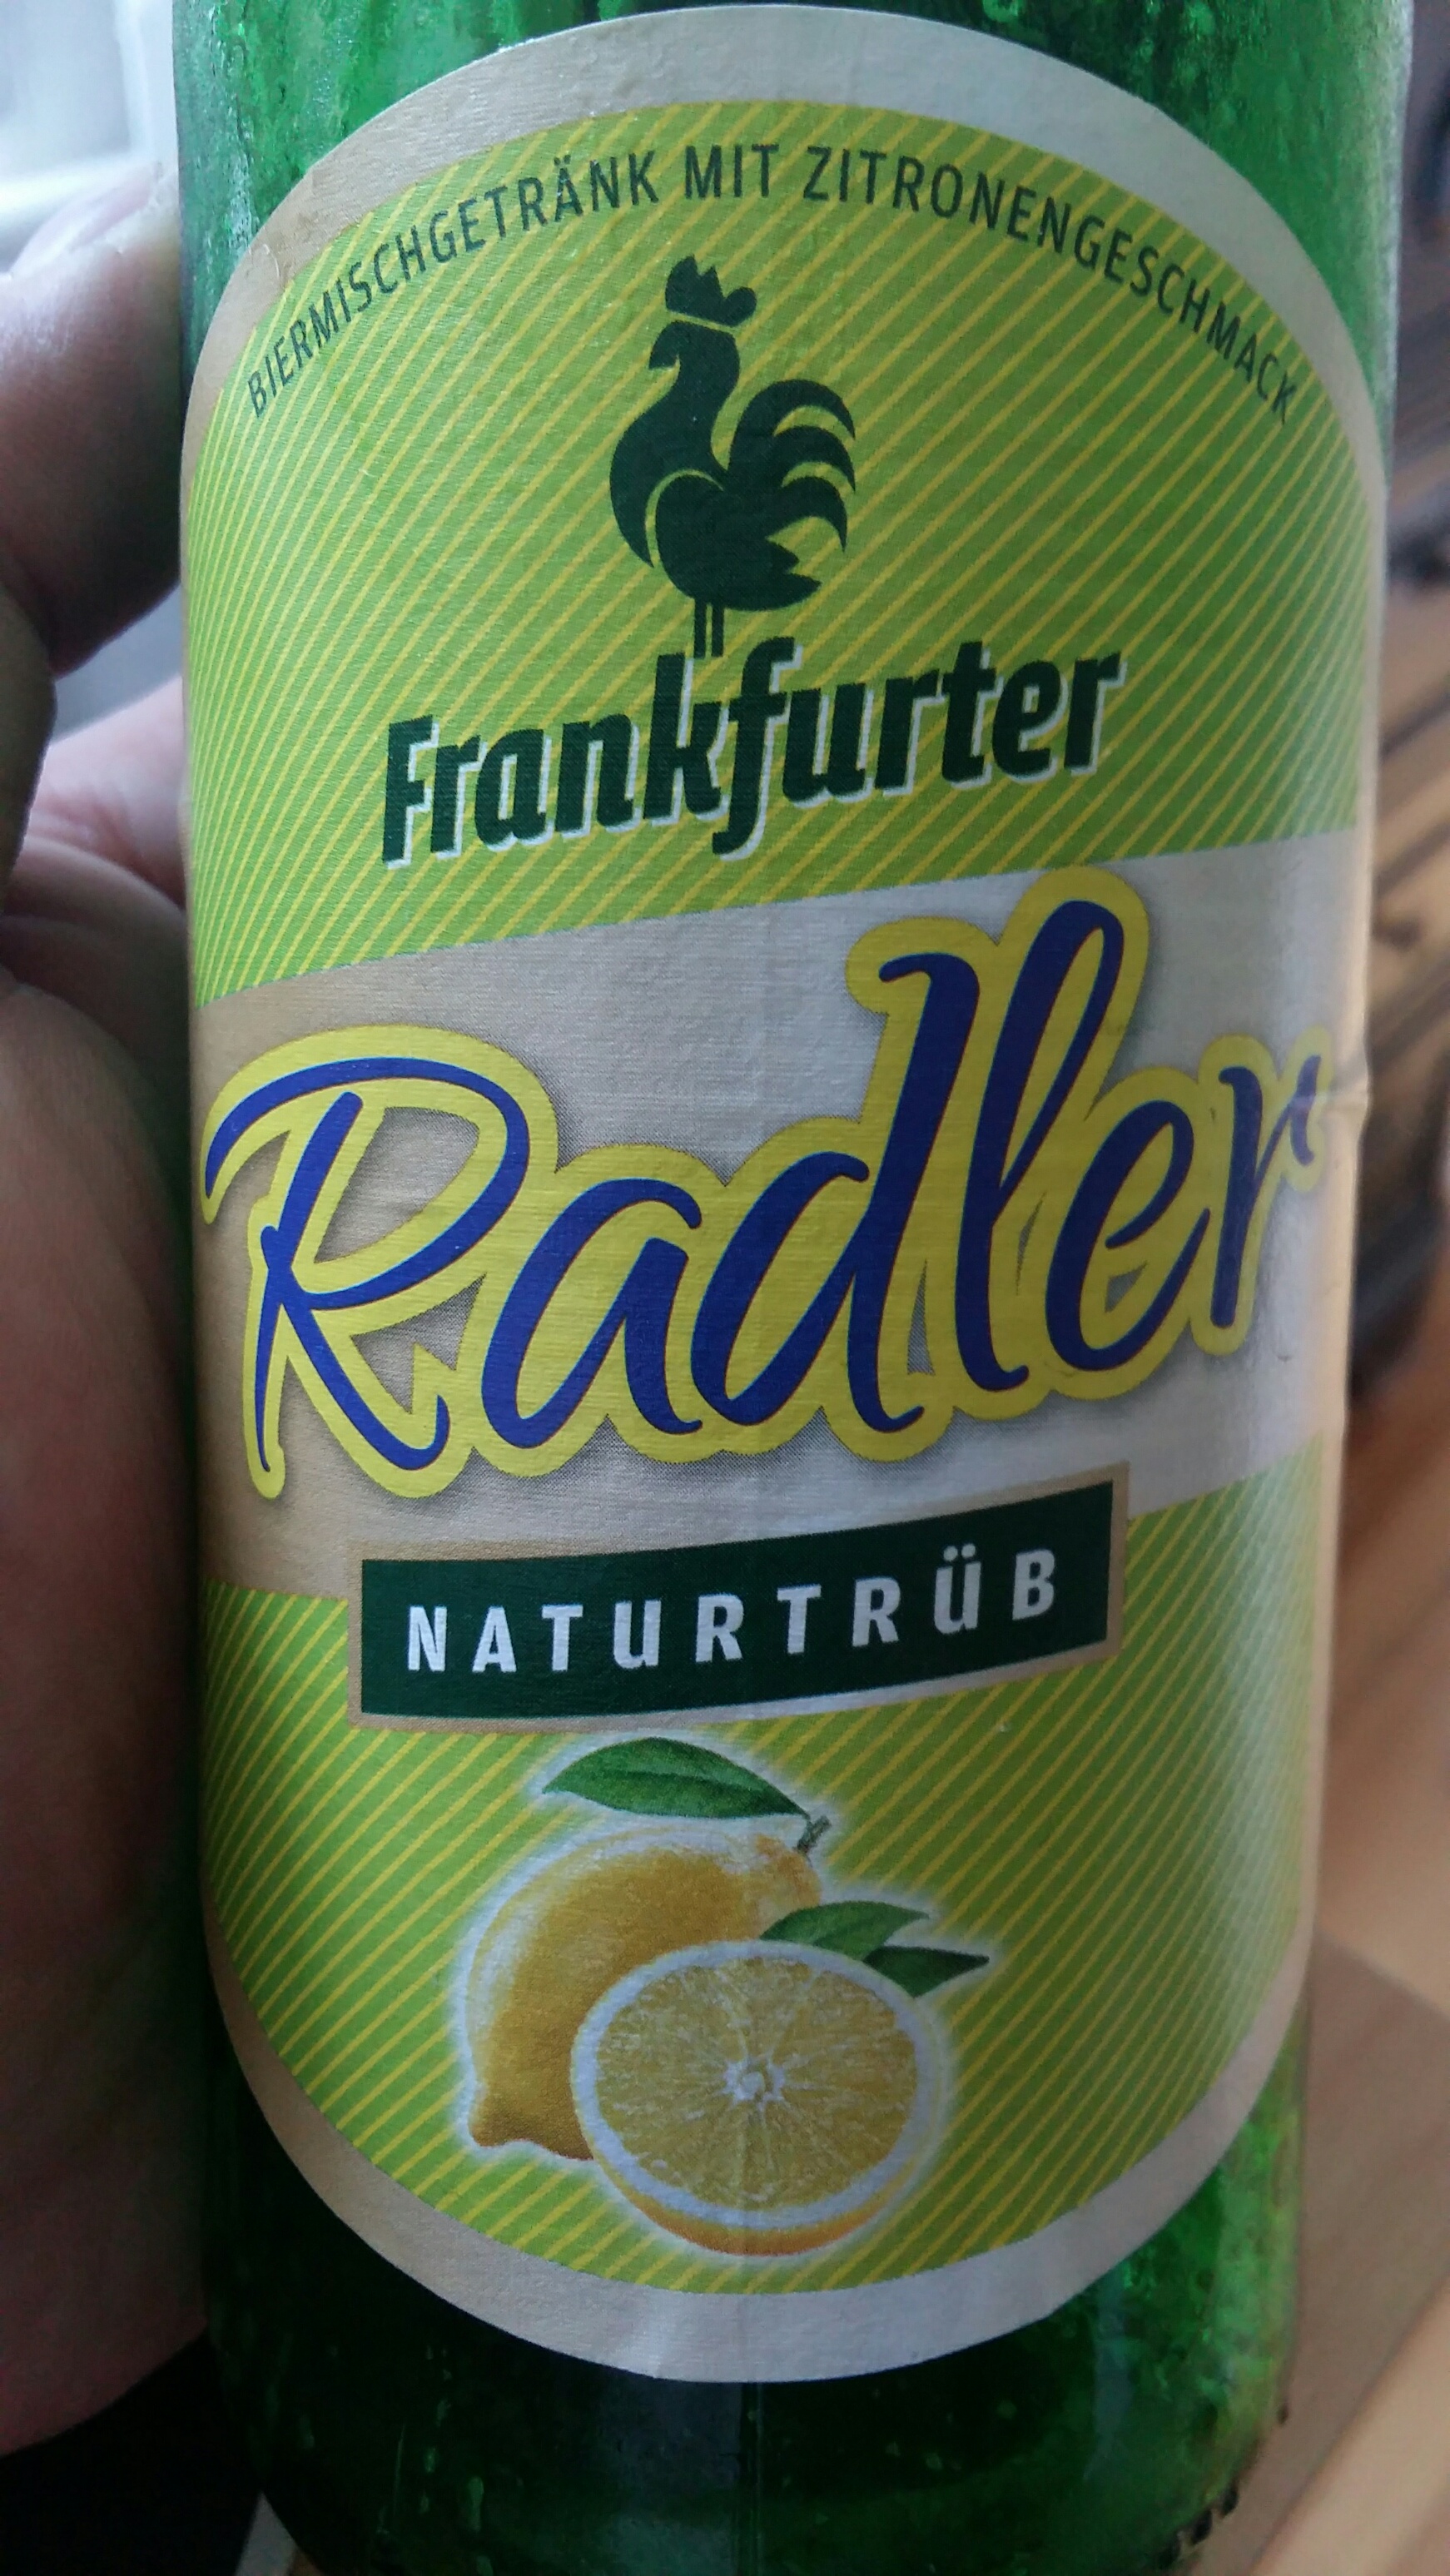 BIERMISCHGETRÄNK MIT ZITRONENGESCHMACK
Frankfurter
Radler
NATURTRÜB